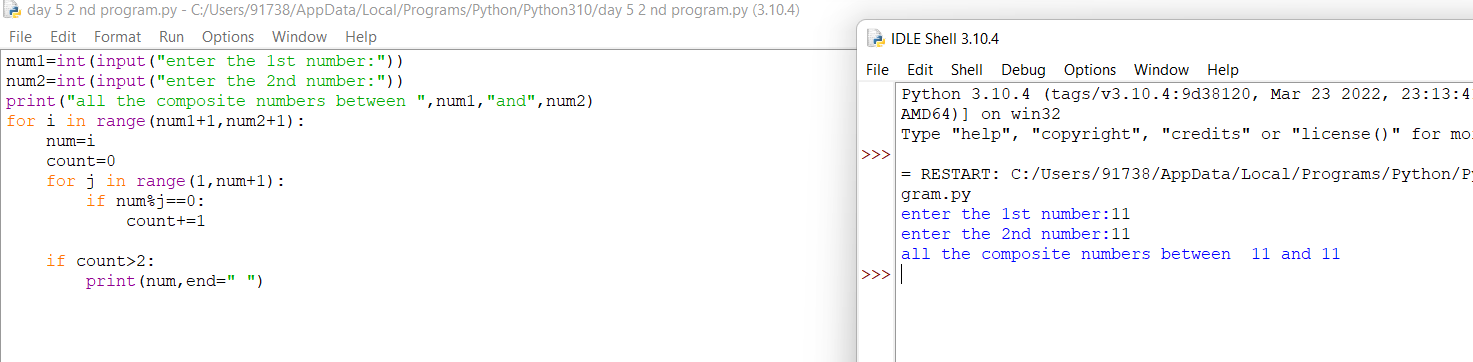 day 5 2 nd program.py - C:/Users/91738/AppData/Local/Programs/Python/Python310/day 5 2 nd program.py (3.10.4)
File Edit Format Run Options Window Help
num1=int(input("enter the 1st number:"))
num2=int(input("enter the 2nd number:"))
print("all the composite numbers between ",num1,"and",num2)
for i in range(num1+1,num2+1):
    num=i
    count=0
    for j in range(1,num+1):
        if num%j==0:
            count+=1
    if count>2:
        print(num,end=" ")
IDLE Shell 3.10.4
File Edit Shell Debug Options Window Help
Python 3.10.4 (tags/v3.10.4:9d38120, Mar 23 2022, 23:13:4
AMD64)] on win32
Type "help", "copyright", "credits" or "license()" for mo
>>>
= RESTART: C:/Users/91738/AppData/Local/Programs/Python/Py
gram.py
enter the 1st number:11
enter the 2nd number:11
all the composite numbers between  11 and 11
>>>